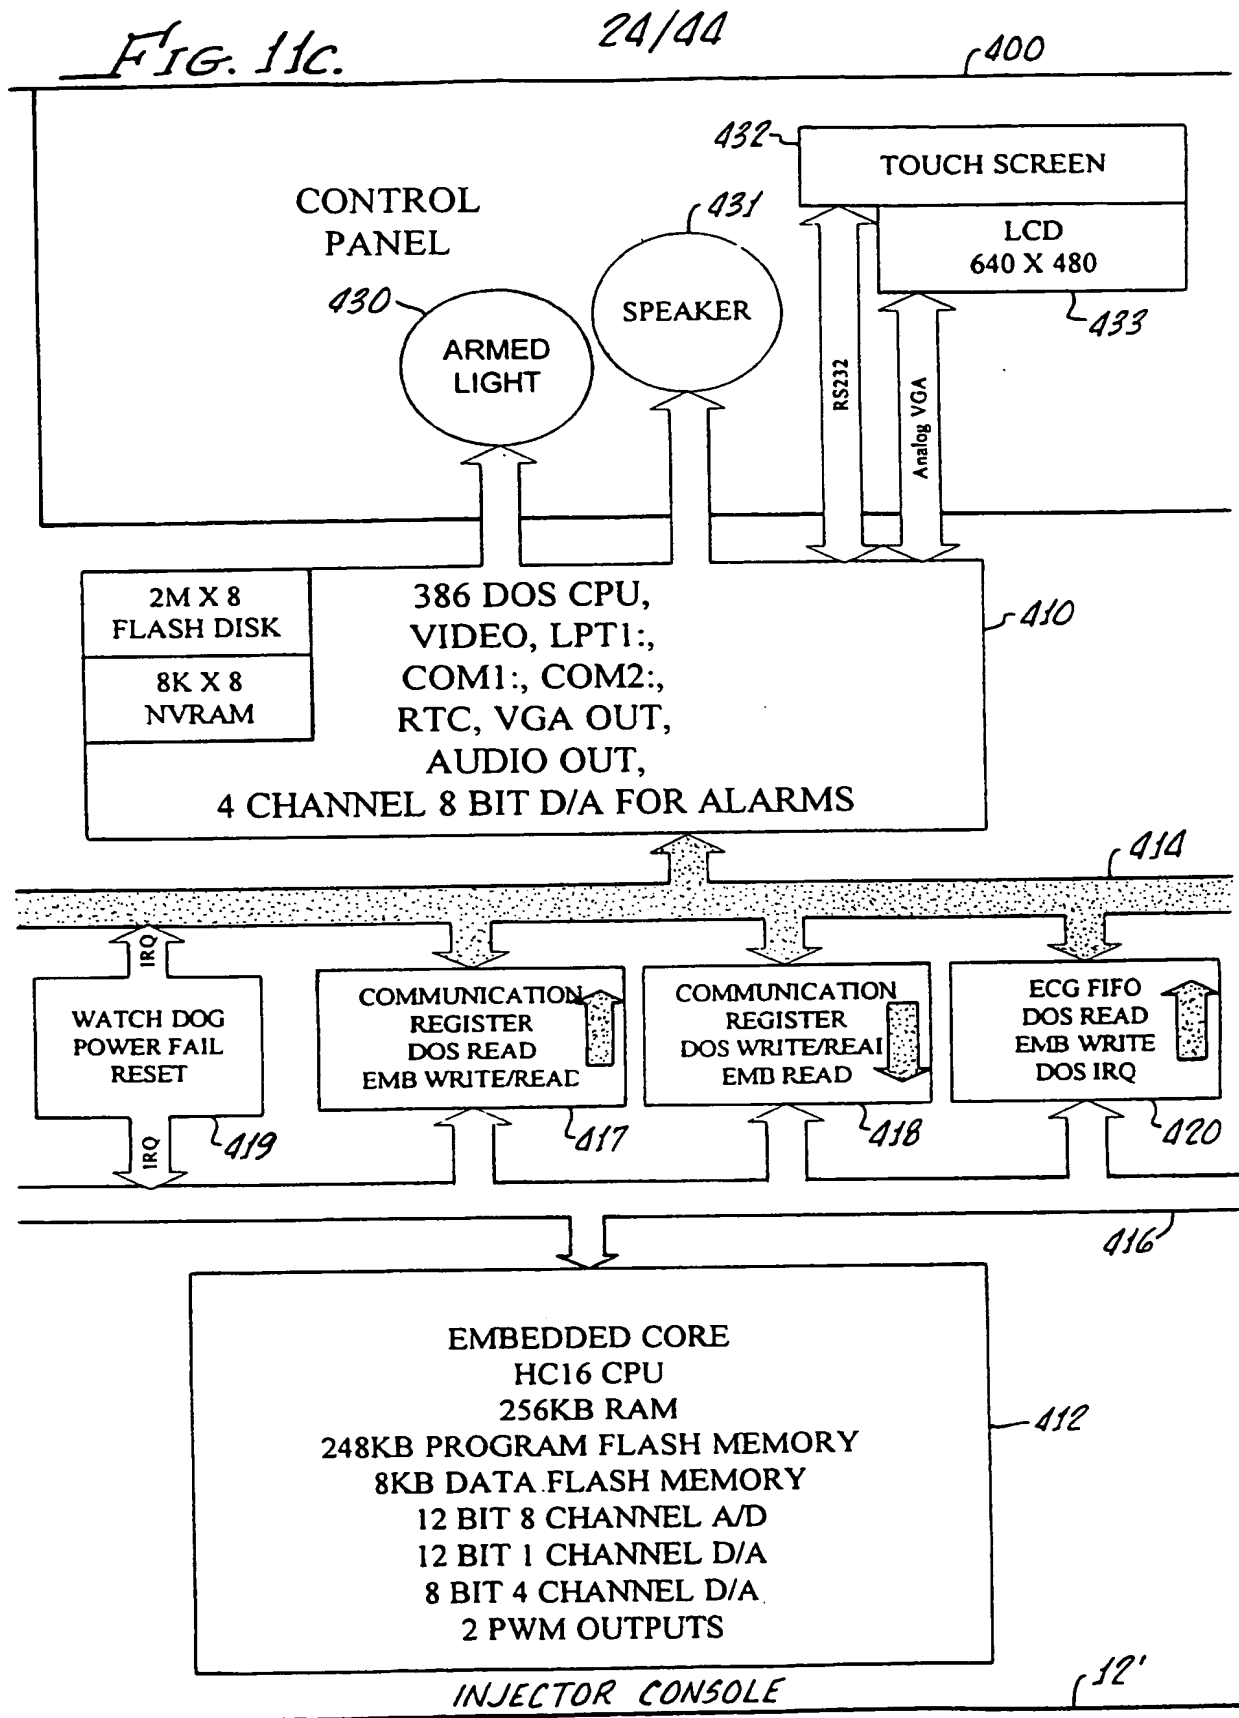 FIG. 11C.
24/44
400
432
TOUCH SCREEN
CONTROL
PANEL
431
LCD
640 X 480
430
SPEAKER
433
ARMED
LIGHT
RS232
Analog VGA
2M X 8
FLASH DISK
8K X 8
NVRAM
386 DOS CPU,
VIDEO, LPT1:,
COM1:, COM2:,
RTC, VGA OUT,
AUDIO OUT,
4 CHANNEL 8 BIT D/A FOR ALARMS
410
414
IRQ
WATCH DOG
POWER FAIL
RESET
IRQ
419
COMMUNICATION
REGISTER
DOS READ
EMB WRITE/READ
417
COMMUNICATION
REGISTER
DOS WRITE/REAI
EMB READ
418
ECG FIFO
DOS READ
EMB WRITE
DOS IRQ
420
416
EMBEDDED CORE
HC16 CPU
256KB RAM
248KB PROGRAM FLASH MEMORY
8KB DATA FLASH MEMORY
12 BIT 8 CHANNEL A/D
12 BIT 1 CHANNEL D/A
8 BIT 4 CHANNEL D/A
2 PWM OUTPUTS
412
INJECTOR CONSOLE
12'